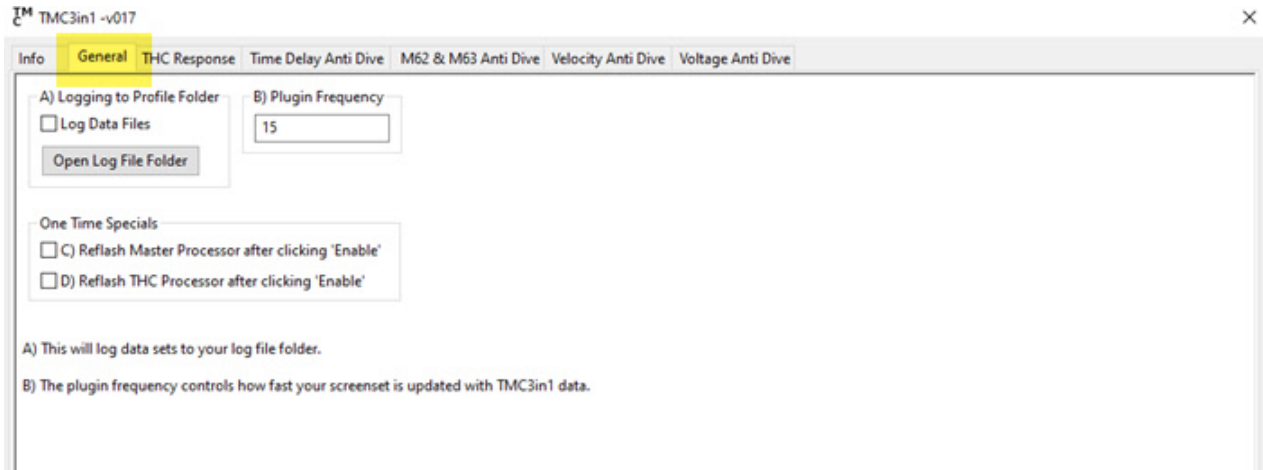 TMC TMC3in1 -v017
Info General THC Response Time Delay Anti Dive M62 & M63 Anti Dive Velocity Anti Dive Voltage Anti Dive
A) Logging to Profile Folder
Log Data Files
Open Log File Folder
B) Plugin Frequency
15
One Time Specials
C) Reflash Master Processor after clicking 'Enable'
D) Reflash THC Processor after clicking 'Enable'
A) This will log data sets to your log file folder.
B) The plugin frequency controls how fast your screenset is updated with TMC3in1 data.